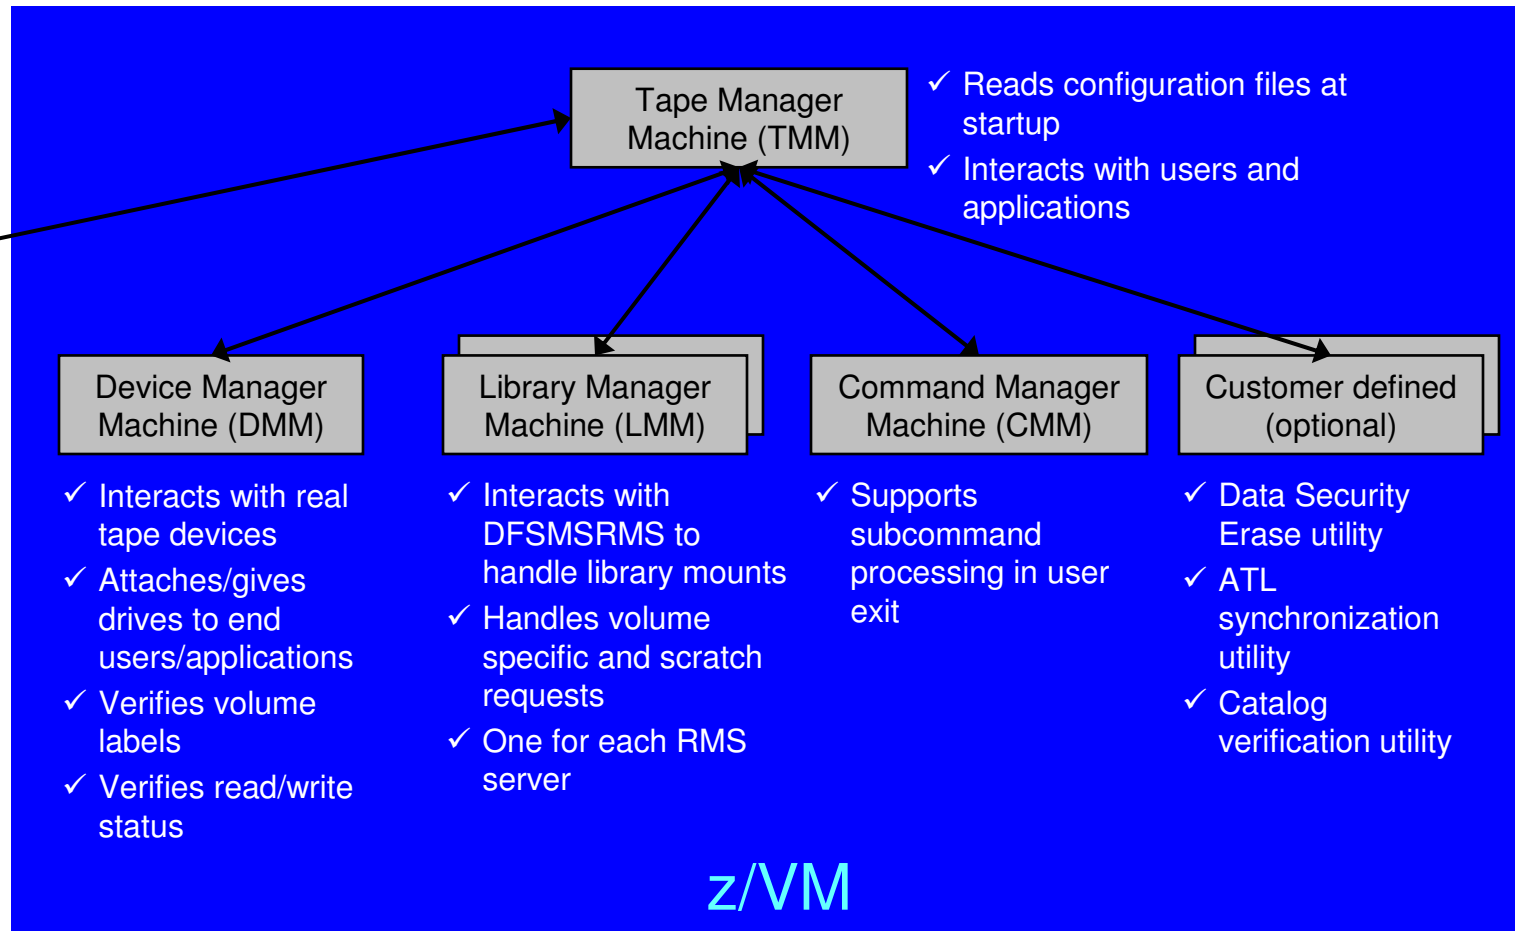 Tape Manager
Machine (TMM)
✓ Reads configuration files at
startup
✓ Interacts with users and
applications
Device Manager
Machine (DMM)
✓ Interacts with real
tape devices
✓ Attaches/gives
drives to end
users/applications
✓ Verifies volume
labels
✓ Verifies read/write
status
Library Manager
Machine (LMM)
✓ Interacts with
DFSMSRMS to
handle library mounts
✓ Handles volume
specific and scratch
requests
✓ One for each RMS
server
Command Manager
Machine (CMM)
✓ Supports
subcommand
processing in user
exit
Customer defined
(optional)
✓ Data Security
Erase utility
✓ ATL
synchronization
utility
✓ Catalog
verification utility
z/VM